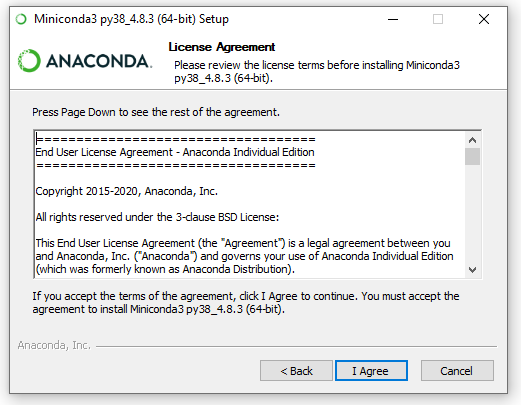 Miniconda3 py38_4.8.3 (64-bit) Setup
ANACONDA.
License Agreement
Please review the license terms before installing Miniconda3
py38_4.8.3 (64-bit).
Press Page Down to see the rest of the agreement.
====================================
End User License Agreement - Anaconda Individual Edition
====================================
Copyright 2015-2020, Anaconda, Inc.
All rights reserved under the 3-clause BSD License:
This End User License Agreement (the "Agreement") is a legal agreement between you
and Anaconda, Inc. ("Anaconda") and governs your use of Anaconda Individual Edition
(which was formerly known as Anaconda Distribution).
If you accept the terms of the agreement, click I Agree to continue. You must accept the
agreement to install Miniconda3 py38_4.8.3 (64-bit).
Anaconda, Inc.
< Back
I Agree
Cancel